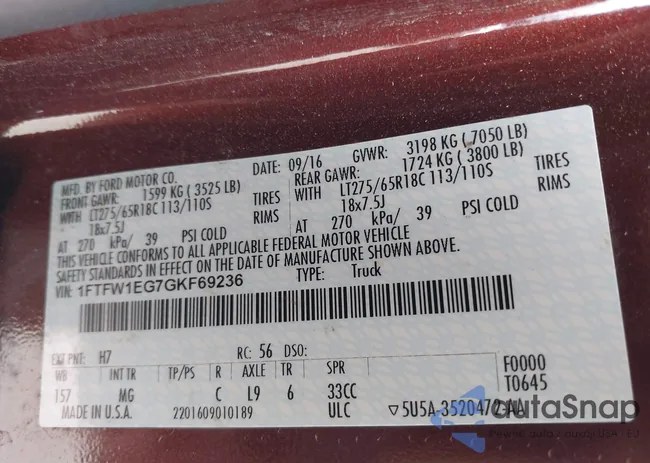 MFD. BY FORD MOTOR CO.
DATE: 09/16 GVWR: 3198 KG ( 7050 LB)
FRONT GAWR: 1599 KG ( 3525 LB) REAR GAWR: 1724 KG ( 3800 LB)
WITH LT275/65R18C 113/110S TIRES WITH LT275/65R18C 113/110S TIRES
18x7.5J RIMS 18x7.5J RIMS
AT 270 kPa/ 39 PSI COLD AT 270 kPa/ 39 PSI COLD
THIS VEHICLE CONFORMS TO ALL APPLICABLE FEDERAL MOTOR VEHICLE
SAFETY STANDARDS IN EFFECT ON THE DATE OF MANUFACTURE SHOWN ABOVE.
VIN: 1FTFW1EG7GKF69236 TYPE: Truck
EXT PNT: H7 RC: 56 DSO:
WB INT TR TP/PS R AXLE TR SPR F0000
157 MG C L9 6 33CC T0645
MADE IN U.S.A. 2201609010189 ULC ▽5U5A-3520472-AA
autoSnap